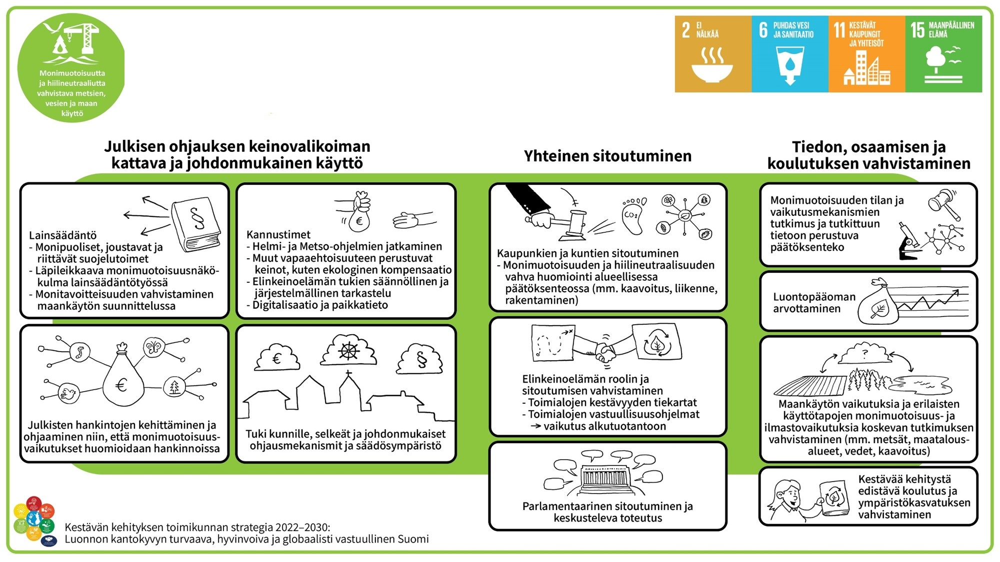 Monimuotoisuutta
ja hiilineutraaliutta
vahvistava metsien,
vesien ja maan
käyttö
2 EI
NÄLKÄÄ
6 PUHDAS VESI
JA SANITAATIO
11 KESTÄVÄT
KAUPUNGIT
JA YHTEISÖT
15 MAANPÄÄLLINEN
ELÄMÄ
Julkisen ohjauksen keinovalikoiman
kattava ja johdonmukainen käyttö
§
Lainsäädäntö
- Monipuoliset, joustavat ja
riittävät suojelutoimet
- Läpileikkaava monimuotoisuusnäkö-
kulma lainsäädäntötyössä
- Monitavoitteisuuden vahvistaminen
maankäytön suunnittelussa
€
Kannustimet
- Helmi- ja Metso-ohjelmien jatkaminen
- Muut vapaaehtoisuuteen perustuvat
keinot, kuten ekologinen kompensaatio
- Elinkeinoelämän tukien säännöllinen ja
järjestelmällinen tarkastelu
- Digitalisaatio ja paikkatieto
€
Julkisten hankintojen kehittäminen ja
ohjaaminen niin, että monimuotoisuus-
vaikutukset huomioidaan hankinnoissa
€ §
Tuki kunnille, selkeät ja johdonmukaiset
ohjausmekanismit ja säädösympäristö
Yhteinen sitoutuminen
CO2
Kaupunkien ja kuntien sitoutuminen
- Monimuotoisuuden ja hiilineutraalisuuden
vahva huomiointi alueellisessa
päätöksenteossa (mm. kaavoitus, liikenne,
rakentaminen)
Elinkeinoelämän roolin ja
sitoutumisen vahvistaminen
- Toimialojen kestävyyden tiekartat
- Toimialojen vastuullisuusohjelmat
→ vaikutus alkutuotantoon
Parlamentaarinen sitoutuminen ja
keskusteleva toteutus
Tiedon, osaamisen ja
koulutuksen vahvistaminen
Monimuotoisuuden tilan ja
vaikutusmekanismien
tutkimus ja tutkittuun
tietoon perustuva
päätöksenteko
Luontopääoman
arvottaminen
?
Maankäytön vaikutuksia ja erilaisten
käyttötapojen monimuotoisuus- ja
ilmastovaikutuksia koskevan tutkimuksen
vahvistaminen (mm. metsät, maatalous-
alueet, vedet, kaavoitus)
Kestävää kehitystä
edistävä koulutus ja
ympäristökasvatuksen
vahvistaminen
Kestävän kehityksen toimikunnan strategia 2022–2030:
Luonnon kantokyvyn turvaava, hyvinvoiva ja globaalisti vastuullinen Suomi